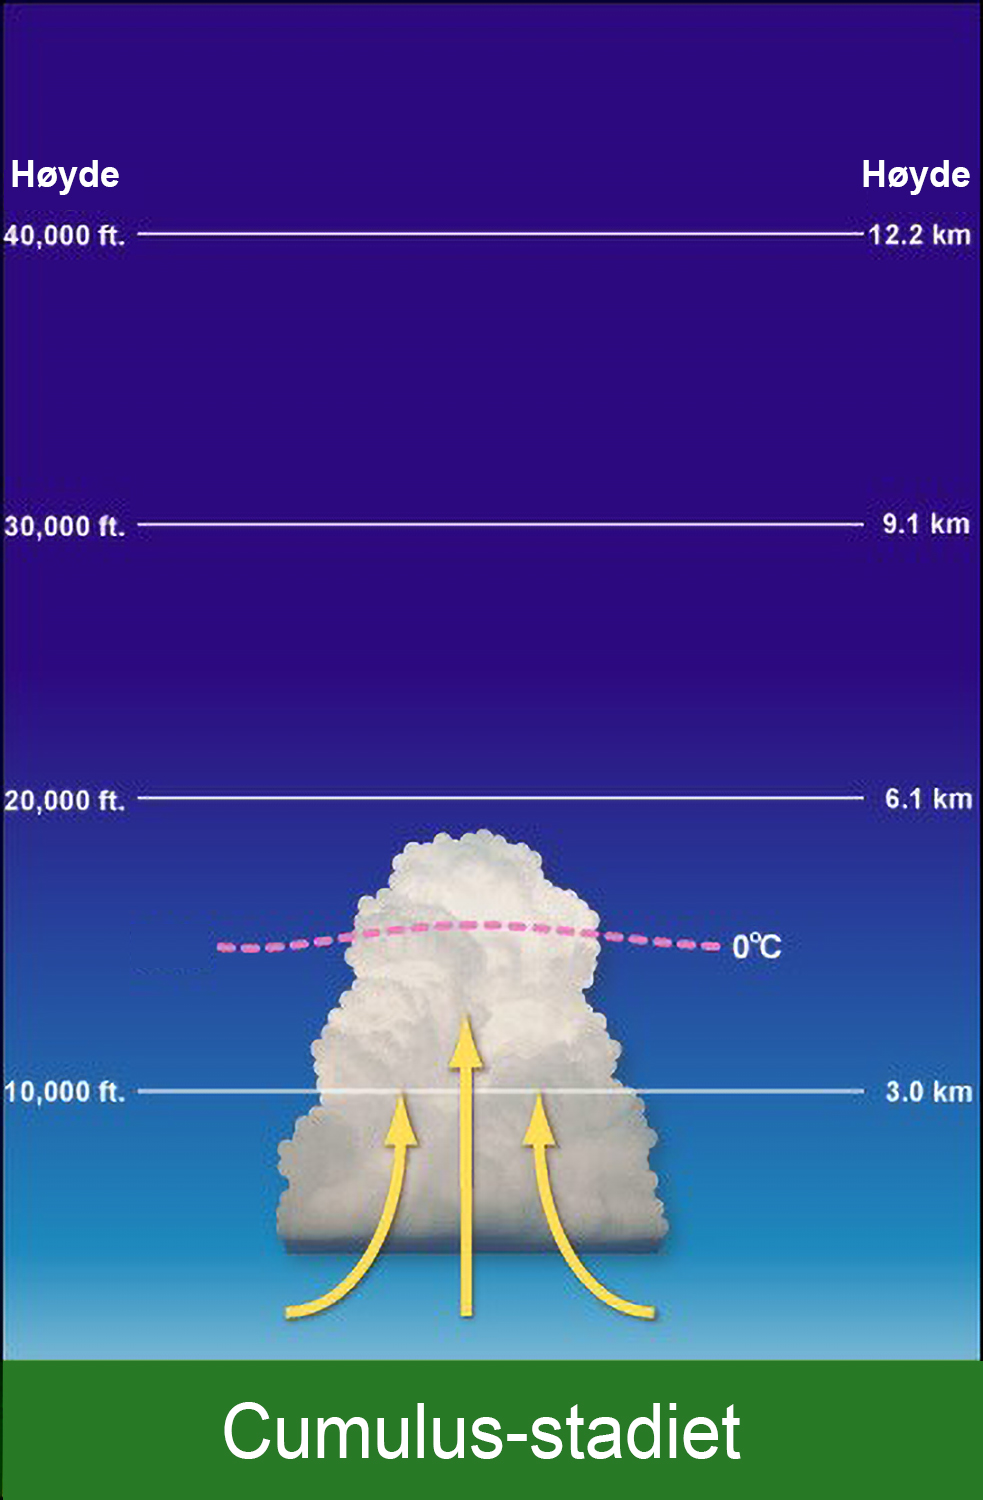 Høyde Høyde
40,000 ft. 12.2 km
30,000 ft. 9.1 km
20,000 ft. 6.1 km
0°C
10,000 ft. 3.0 km
Cumulus-stadiet